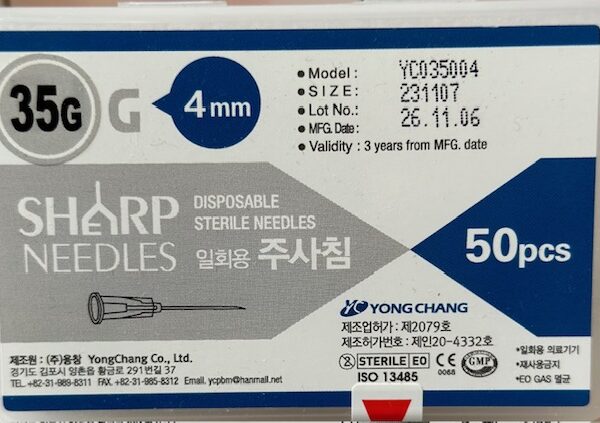 35G G 4mm
• Model : YC035004
• SIZE : 231107
• Lot No.: 26.11.06
• MFG. Date:
• Validity : 3 years from MFG. date
SHARP
NEEDLES
DISPOSABLE
STERILE NEEDLES
일회용 주사침
50pcs
YC YONG CHANG
제조업허가 : 제2079호
제조허가번호 : 제인20-4332호
2 STERILE EO CE 0068 GMP
ISO 13485
제조원 : (주)용창 YongChang Co., Ltd.
경기도 김포시 양촌읍 황금로 291번길 37
TEL. +82-31-989-8311 FAX. +82-31-985-8312 Email. ycpbm@hanmail.net
•일회용 의료기기
•재사용금지
•EO GAS 멸균